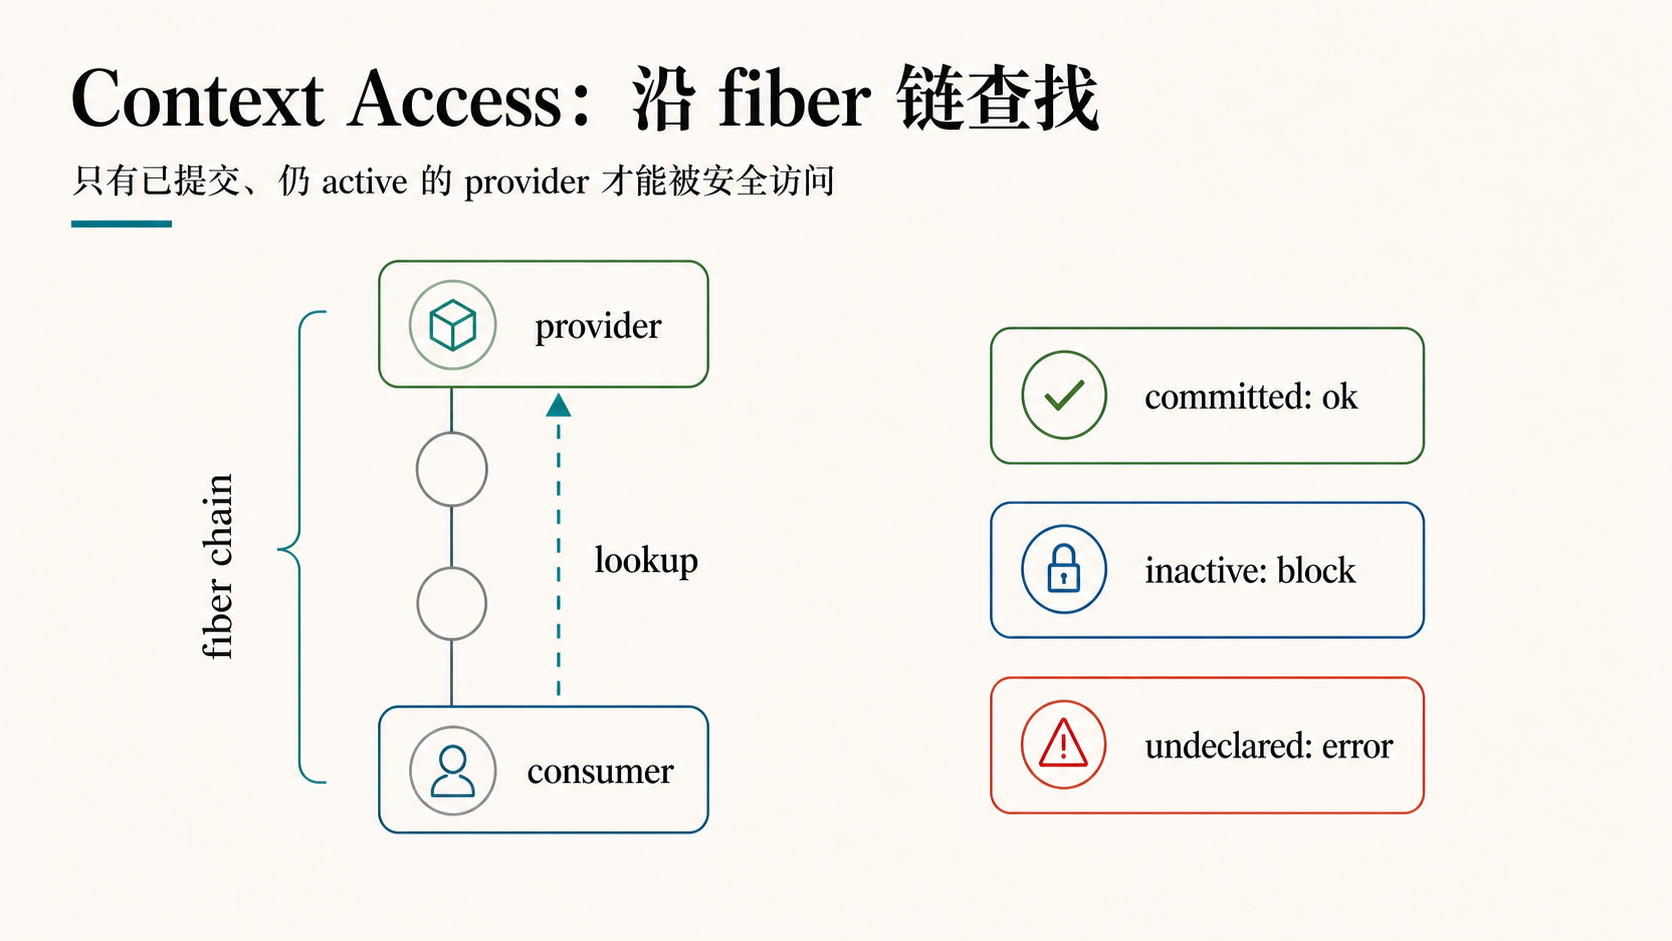 Context Access：沿 fiber 链查找
只有已提交、仍 active 的 provider 才能被安全访问
fiber chain
provider
lookup
consumer
committed: ok
inactive: block
undeclared: error